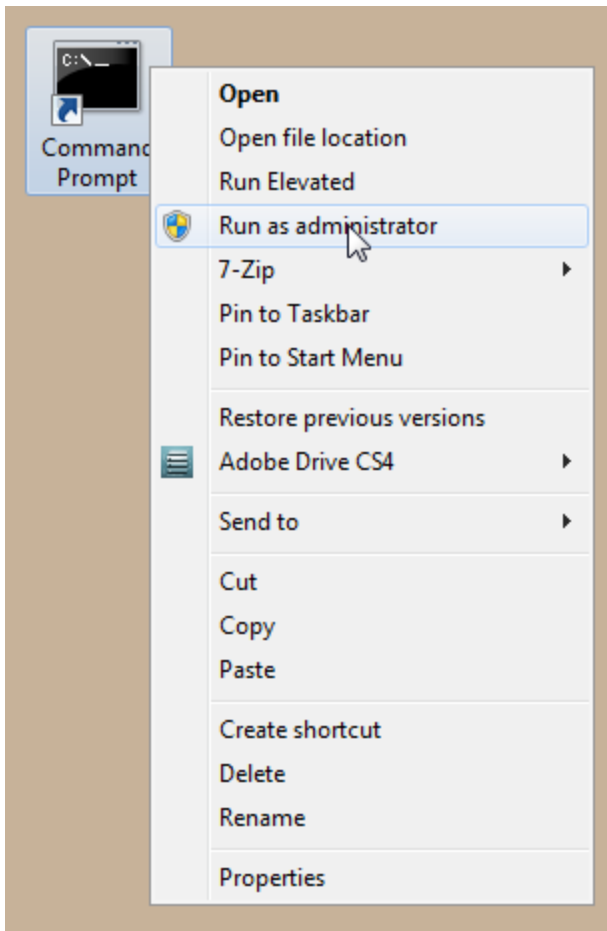 C:\_
Command
Prompt
Open
Open file location
Run Elevated
Run as administrator
7-Zip
Pin to Taskbar
Pin to Start Menu
Restore previous versions
Adobe Drive CS4
Send to
Cut
Copy
Paste
Create shortcut
Delete
Rename
Properties